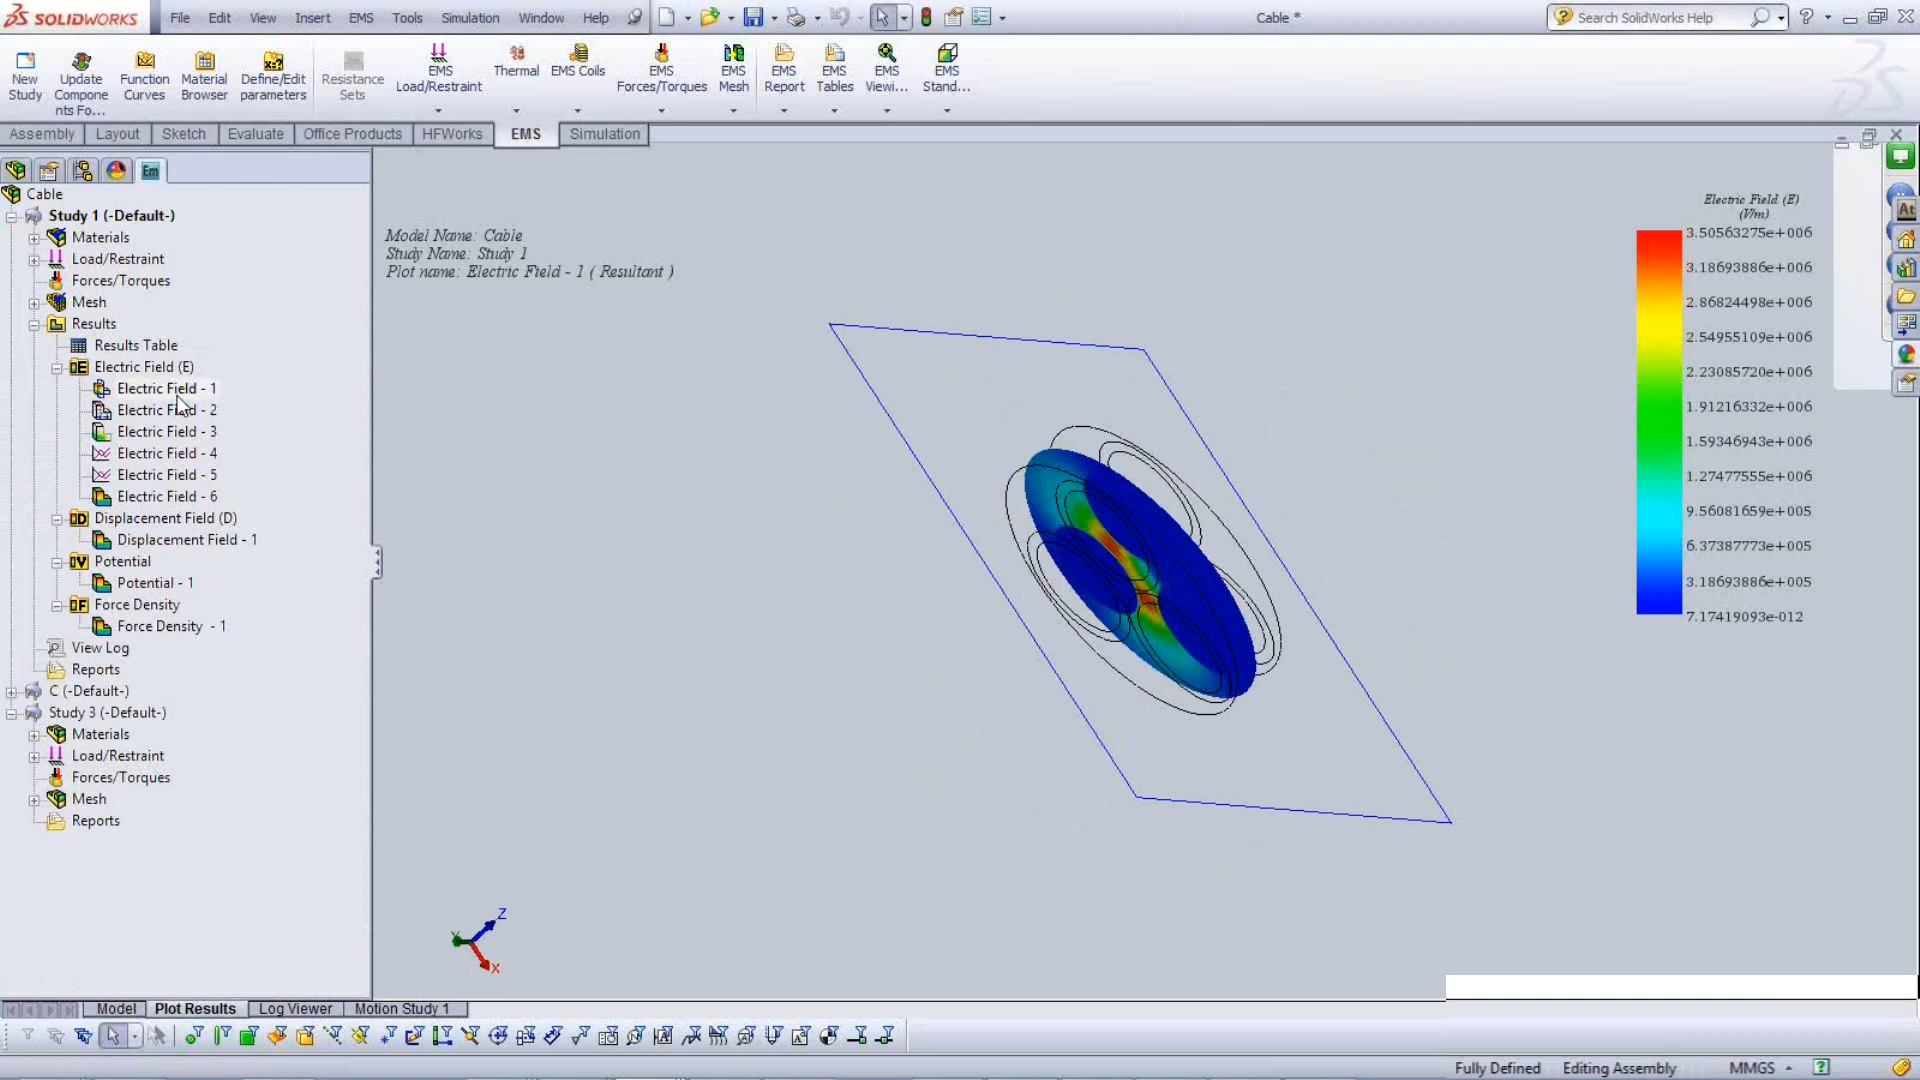 SOLIDWORKS
File Edit View Insert EMS Tools Simulation Window Help
Cable *
Search SolidWorks Help
New Study
Update Compone nts Fo...
Function Curves
Material Browser
Define/Edit parameters
Resistance Sets
EMS Load/Restraint
Thermal
EMS Coils
EMS Forces/Torques
EMS Mesh
EMS Report
EMS Tables
EMS Viewi...
EMS Stand...
Assembly Layout Sketch Evaluate Office Products HFWorks EMS Simulation
Em
Cable
Study 1 (-Default-)
Materials
Load/Restraint
Forces/Torques
Mesh
Results
Results Table
Electric Field (E)
Electric Field - 1
Electric Field - 2
Electric Field - 3
Electric Field - 4
Electric Field - 5
Electric Field - 6
Displacement Field (D)
Displacement Field - 1
Potential
Potential - 1
Force Density
Force Density - 1
View Log
Reports
C (-Default-)
Study 3 (-Default-)
Materials
Load/Restraint
Forces/Torques
Mesh
Reports
Model Name: Cable
Study Name: Study 1
Plot name: Electric Field - 1 ( Resultant )
Electric Field (E)
(V/m)
3.50563275e+006
3.18693886e+006
2.86824498e+006
2.54955109e+006
2.23085720e+006
1.91216332e+006
1.59346943e+006
1.27477555e+006
9.56081659e+005
6.37387773e+005
3.18693886e+005
7.17419093e-012
At
Z
Y
X
Model Plot Results Log Viewer Motion Study 1
Fully Defined Editing Assembly MMGS